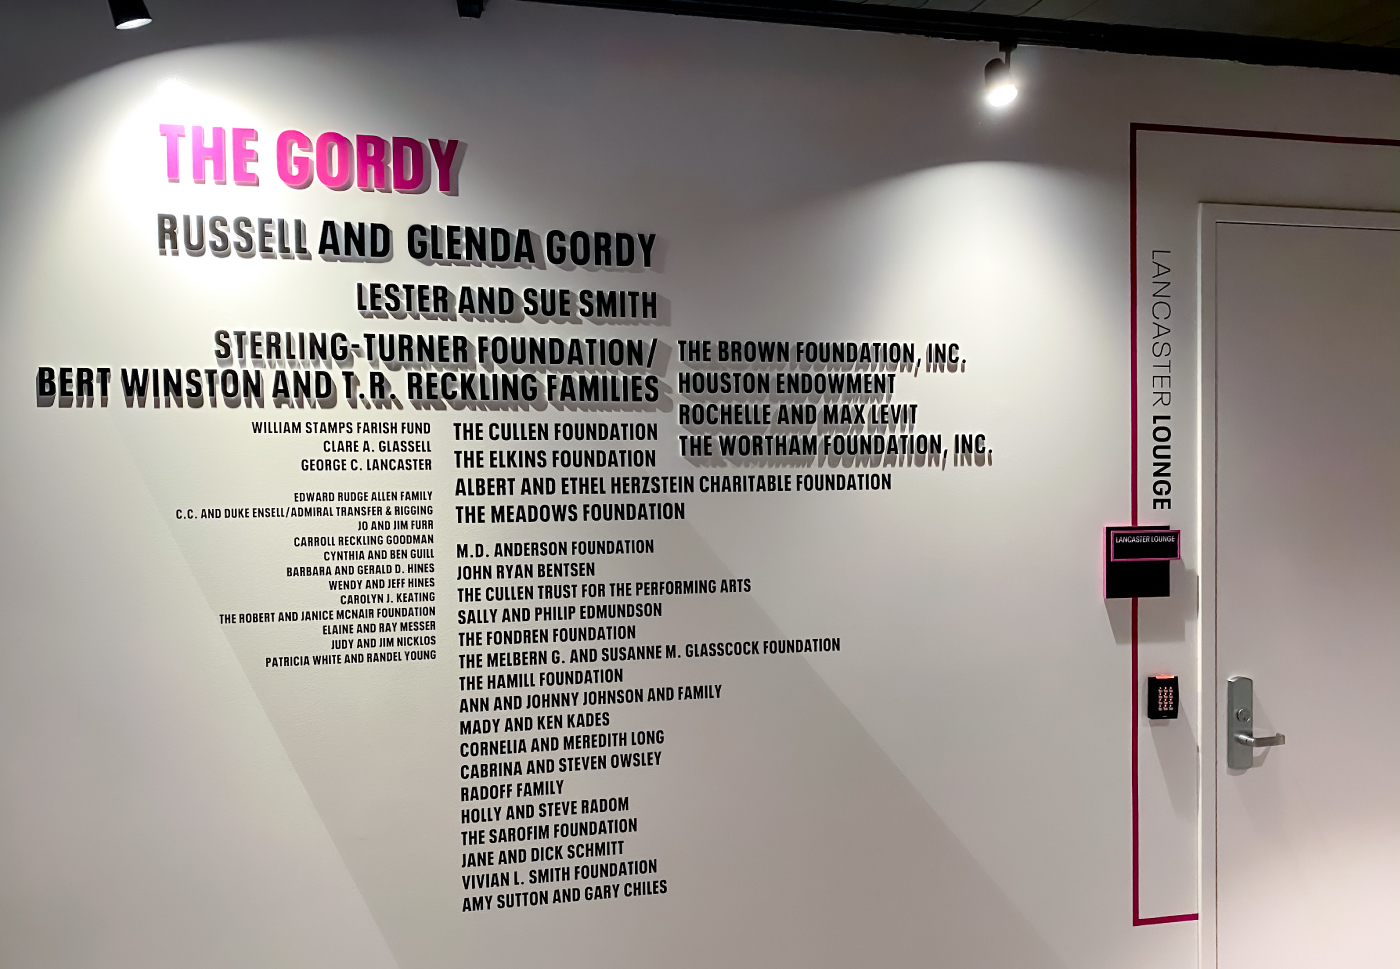 THE GORDY
RUSSELL AND GLENDA GORDY
LESTER AND SUE SMITH
STERLING-TURNER FOUNDATION/
BERT WINSTON AND T.R. RECKLING FAMILIES
THE BROWN FOUNDATION, INC.
HOUSTON ENDOWMENT
ROCHELLE AND MAX LEVIT
THE WORTHAM FOUNDATION, INC.
WILLIAM STAMPS FARISH FUND
CLARE A. GLASSELL
GEORGE C. LANCASTER
EDWARD RUDGE ALLEN FAMILY
C.C. AND DUKE ENSELL/ADMIRAL TRANSFER & RIGGING
JO AND JIM FURR
CARROLL RECKLING GOODMAN
CYNTHIA AND BEN GUILL
BARBARA AND GERALD D. HINES
WENDY AND JEFF HINES
CAROLYN J. KEATING
THE ROBERT AND JANICE MCNAIR FOUNDATION
ELAINE AND RAY MESSER
JUDY AND JIM NICKLOS
PATRICIA WHITE AND RANDEL YOUNG
THE CULLEN FOUNDATION
THE ELKINS FOUNDATION
ALBERT AND ETHEL HERZSTEIN CHARITABLE FOUNDATION
THE MEADOWS FOUNDATION
M.D. ANDERSON FOUNDATION
JOHN RYAN BENTSEN
THE CULLEN TRUST FOR THE PERFORMING ARTS
SALLY AND PHILIP EDMUNDSON
THE FONDREN FOUNDATION
THE MELBERN G. AND SUSANNE M. GLASSCOCK FOUNDATION
THE HAMILL FOUNDATION
ANN AND JOHNNY JOHNSON AND FAMILY
MADY AND KEN KADES
CORNELIA AND MEREDITH LONG
CABRINA AND STEVEN OWSLEY
RADOFF FAMILY
HOLLY AND STEVE RADOM
THE SAROFIM FOUNDATION
JANE AND DICK SCHMITT
VIVIAN L. SMITH FOUNDATION
AMY SUTTON AND GARY CHILES
LANCASTER LOUNGE
LANCASTER LOUNGE